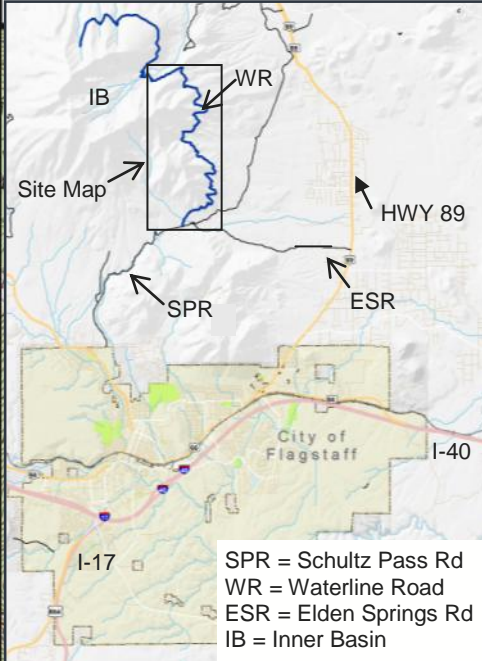 WR
IB
Site Map
HWY 89
ESR
SPR
City of
Flagstaff
I-40
I-17
SPR = Schultz Pass Rd
WR = Waterline Road
ESR = Elden Springs Rd
IB = Inner Basin